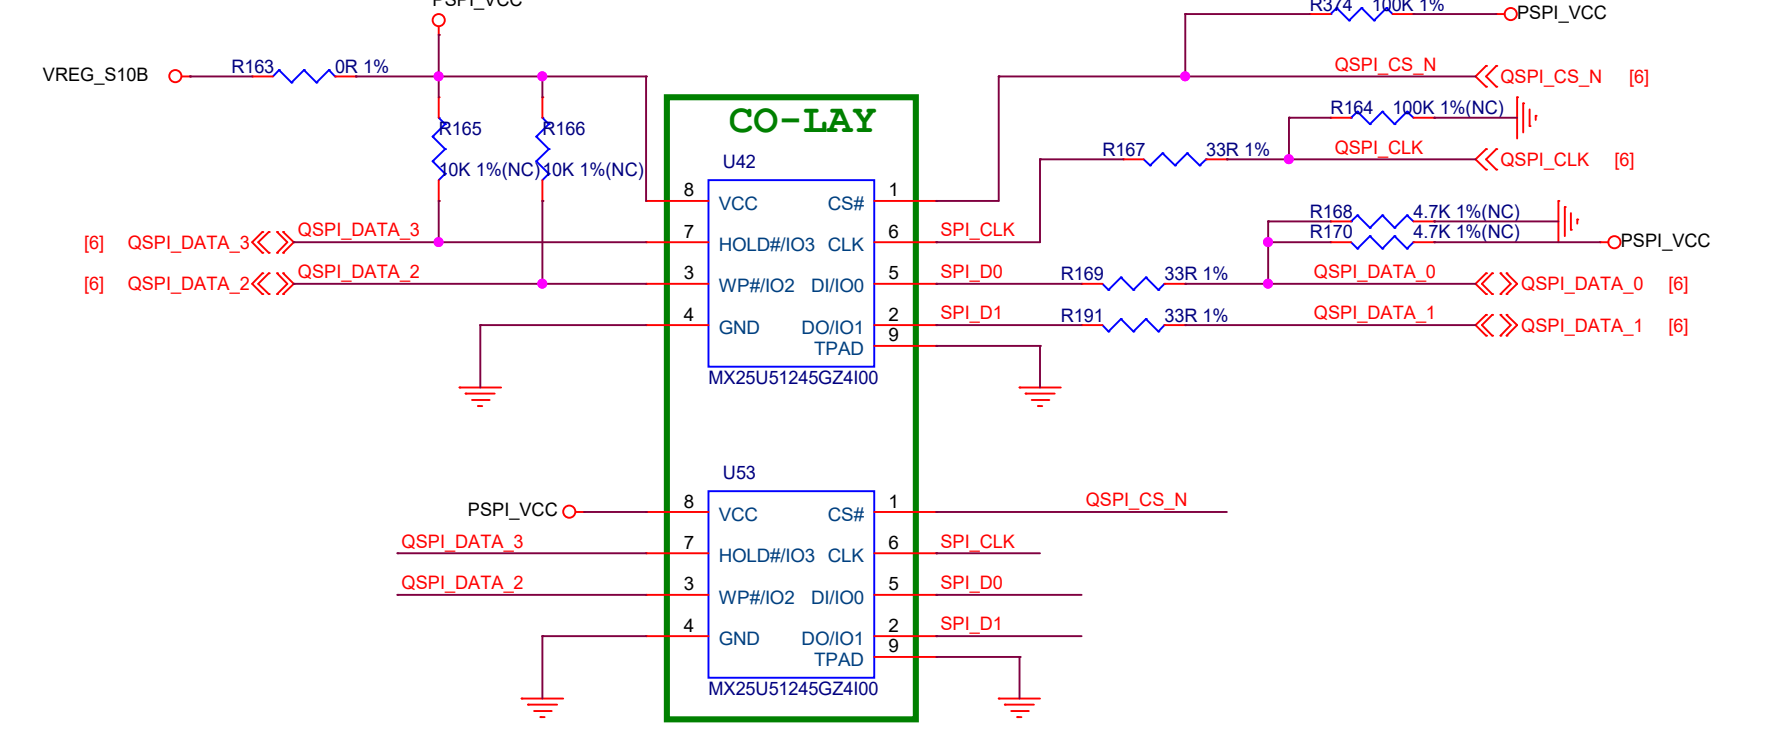 PSPI_VCC
R374 100K 1%
PSPI_VCC
VREG_S10B
R163 0R 1%
QSPI_CS_N
QSPI_CS_N [6]
R164 100K 1%(NC)
CO-LAY
R165
R166
10K 1%(NC)
10K 1%(NC)
U42
R167 33R 1%
QSPI_CLK
QSPI_CLK [6]
8 VCC CS# 1
[6] QSPI_DATA_3 QSPI_DATA_3
7 HOLD#/IO3 CLK 6 SPI_CLK
R168 4.7K 1%(NC)
R170 4.7K 1%(NC)
PSPI_VCC
[6] QSPI_DATA_2 QSPI_DATA_2
3 WP#/IO2 DI/IO0 5 SPI_D0
R169 33R 1%
QSPI_DATA_0
QSPI_DATA_0 [6]
4 GND DO/IO1 2 SPI_D1
R191 33R 1%
QSPI_DATA_1
QSPI_DATA_1 [6]
TPAD 9
MX25U51245GZ4I00
U53
PSPI_VCC 8 VCC CS# 1 QSPI_CS_N
QSPI_DATA_3 7 HOLD#/IO3 CLK 6 SPI_CLK
QSPI_DATA_2 3 WP#/IO2 DI/IO0 5 SPI_D0
4 GND DO/IO1 2 SPI_D1
TPAD 9
MX25U51245GZ4I00